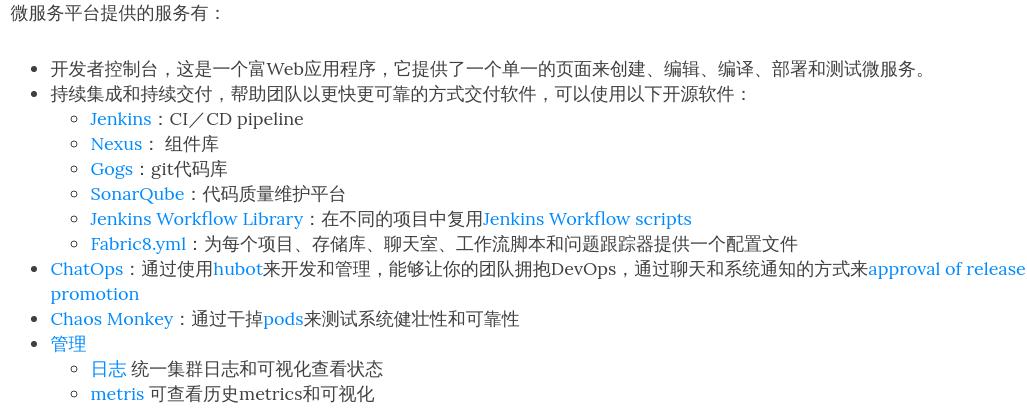 微服务平台提供的服务有：
开发者控制台，这是一个富Web应用程序，它提供了一个单一的页面来创建、编辑、编译、部署和测试微服务。
持续集成和持续交付，帮助团队以更快更可靠的方式交付软件，可以使用以下开源软件：
Jenkins：CI／CD pipeline
Nexus： 组件库
Gogs：git代码库
SonarQube：代码质量维护平台
Jenkins Workflow Library：在不同的项目中复用Jenkins Workflow scripts
Fabric8.yml：为每个项目、存储库、聊天室、工作流脚本和问题跟踪器提供一个配置文件
ChatOps：通过使用hubot来开发和管理，能够让你的团队拥抱DevOps，通过聊天和系统通知的方式来approval of release
promotion
Chaos Monkey：通过干掉pods来测试系统健壮性和可靠性
管理
日志 统一集群日志和可视化查看状态
metris 可查看历史metrics和可视化